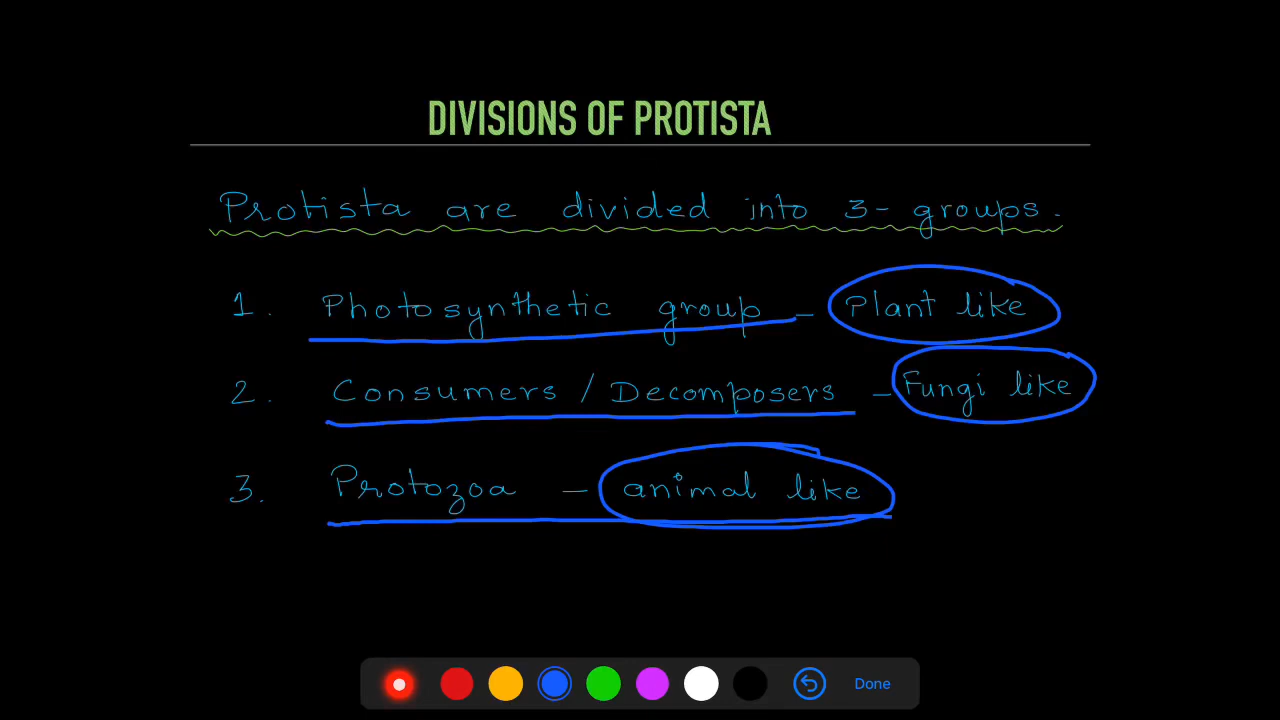 DIVISIONS OF PROTISTA
Protista are divided into 3- groups.
1. Photosynthetic group - Plant like
2. Consumers / Decomposers - Fungi like
3. Protozoa - animal like
Done